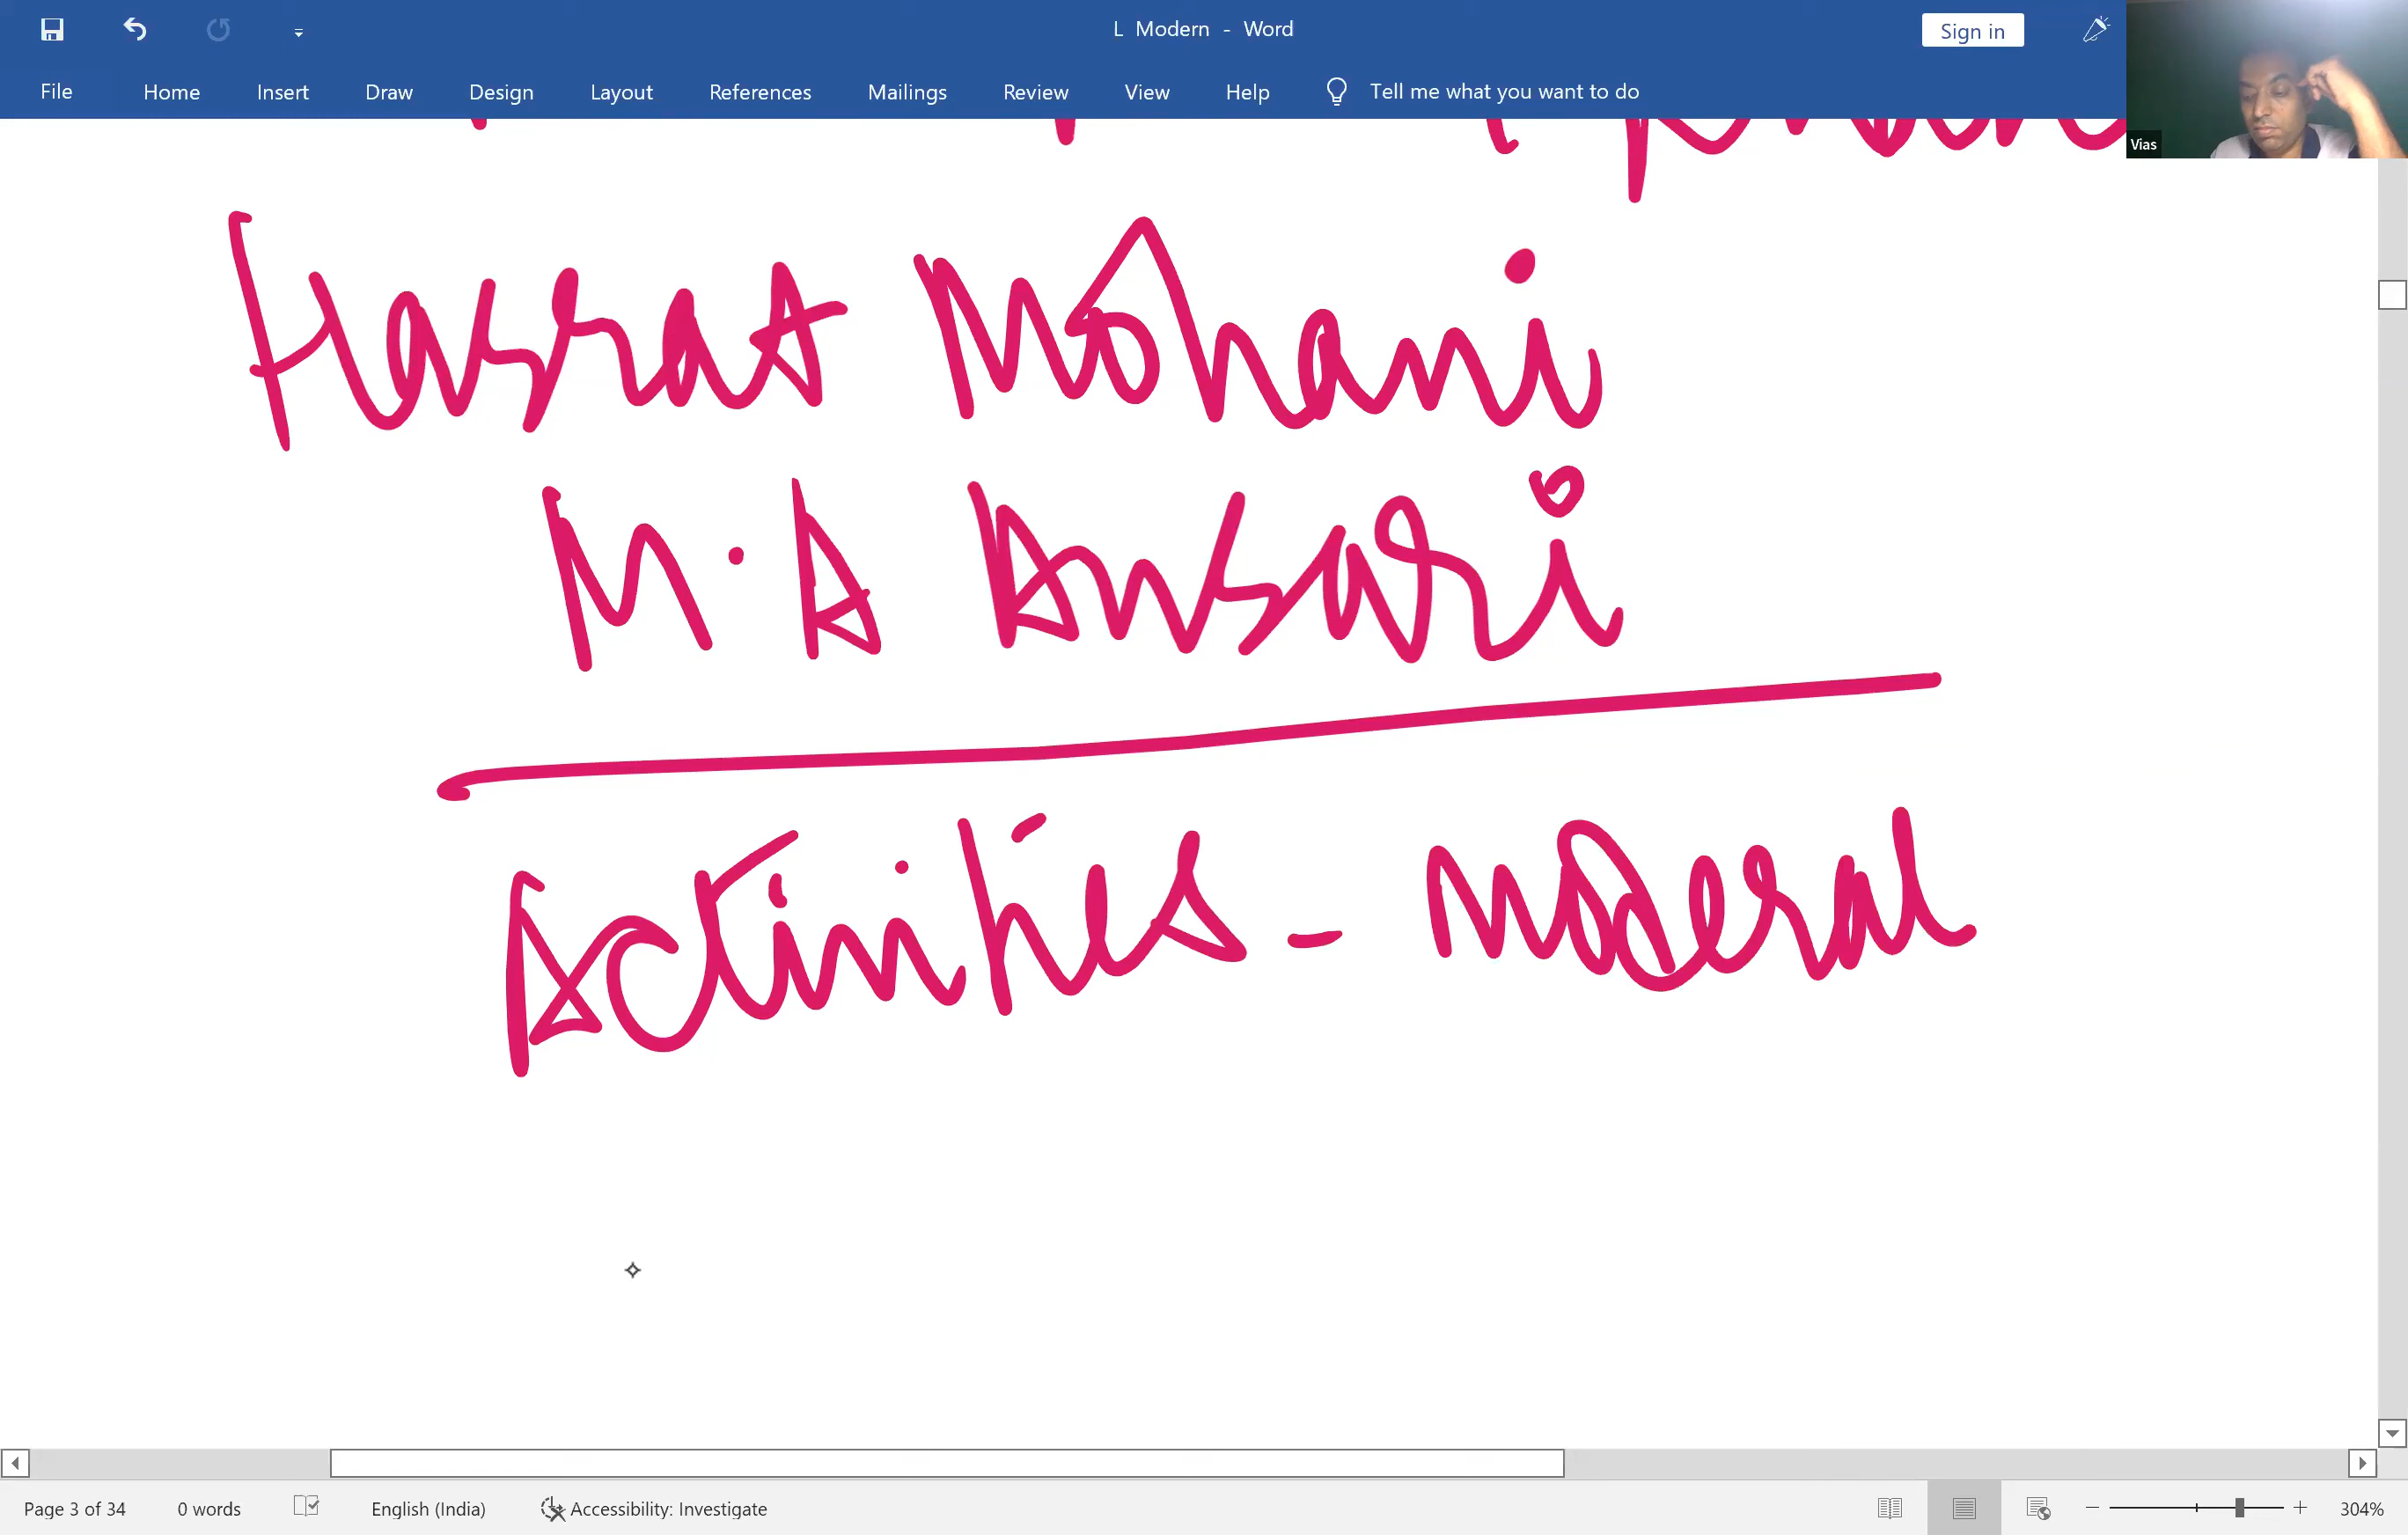 L Modern - Word
Sign in
File Home Insert Draw Design Layout References Mailings Review View Help Tell me what you want to do
Vias
Hasrat Mohani
M. A Ansari
Activities - Moderal
Page 3 of 34 0 words English (India) Accessibility: Investigate 304%